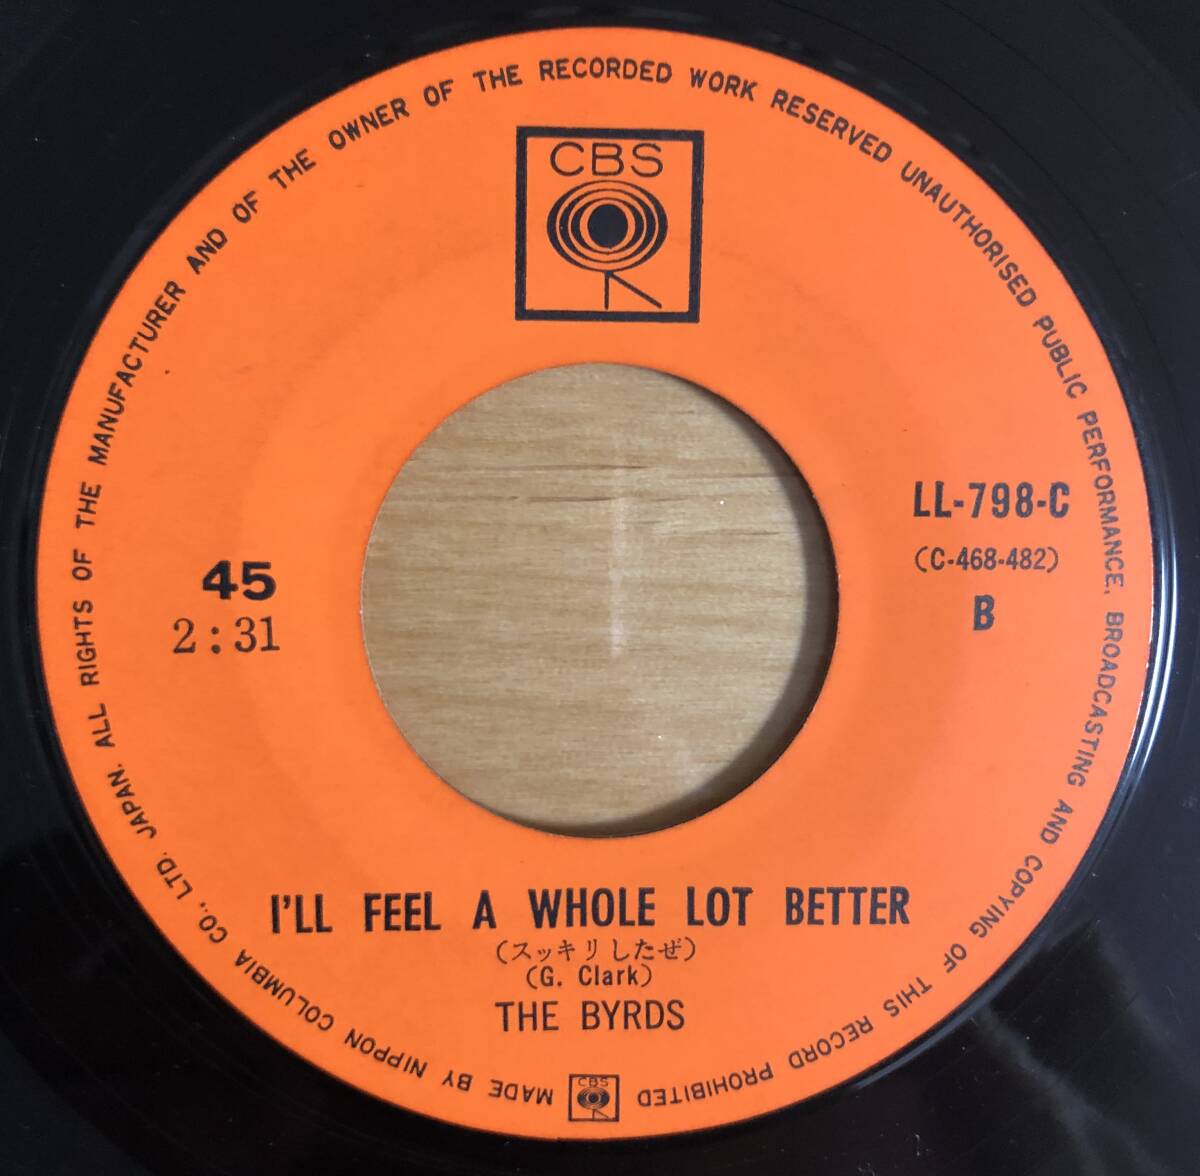 MADE BY NIPPON COLUMBIA CO., LTD. JAPAN. ALL RIGHTS OF THE MANUFACTURER AND OF THE OWNER OF THE RECORDED WORK RESERVED UNAUTHORISED PUBLIC PERFORMANCE, BROADCASTING AND COPYING OF THIS RECORD PROHIBITED
CBS
LL-798-C
(C-468-482)
B
45
2:31
I'LL FEEL A WHOLE LOT BETTER
(スッキリしたぜ)
(G. Clark)
THE BYRDS
CBS